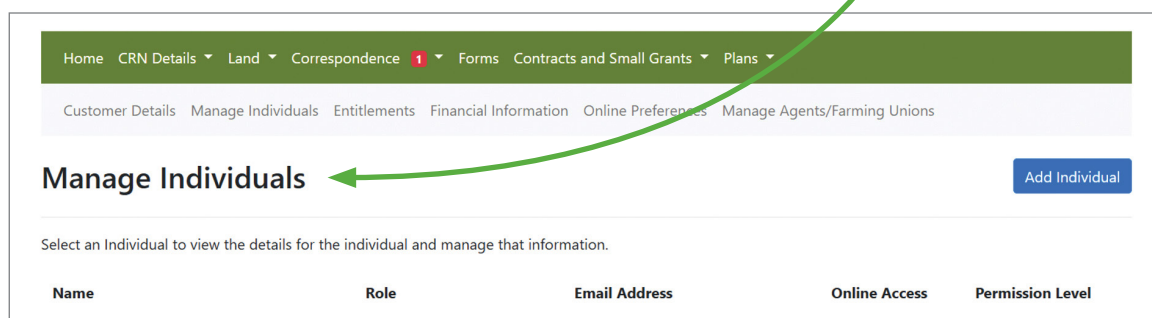 Home CRN Details Land Correspondence 1 Forms Contracts and Small Grants Plans
Customer Details Manage Individuals Entitlements Financial Information Online Preferences Manage Agents/Farming Unions
Manage Individuals
Add Individual
Select an Individual to view the details for the individual and manage that information.
Name Role Email Address Online Access Permission Level